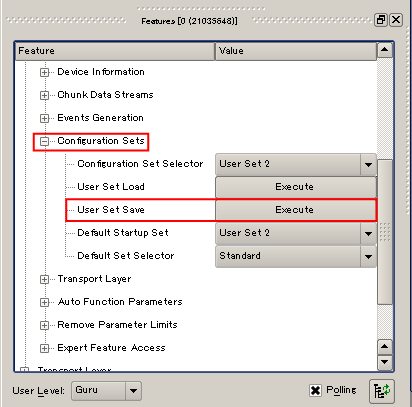 Features [0 (21035648)]
Feature Value
Device Information
Chunk Data Streams
Events Generation
Configuration Sets
Configuration Set Selector User Set 2
User Set Load Execute
User Set Save Execute
Default Startup Set User Set 2
Default Set Selector Standard
Transport Layer
Auto Function Parameters
Remove Parameter Limits
Expert Feature Access
Transport Layer
User Level: Guru Polling